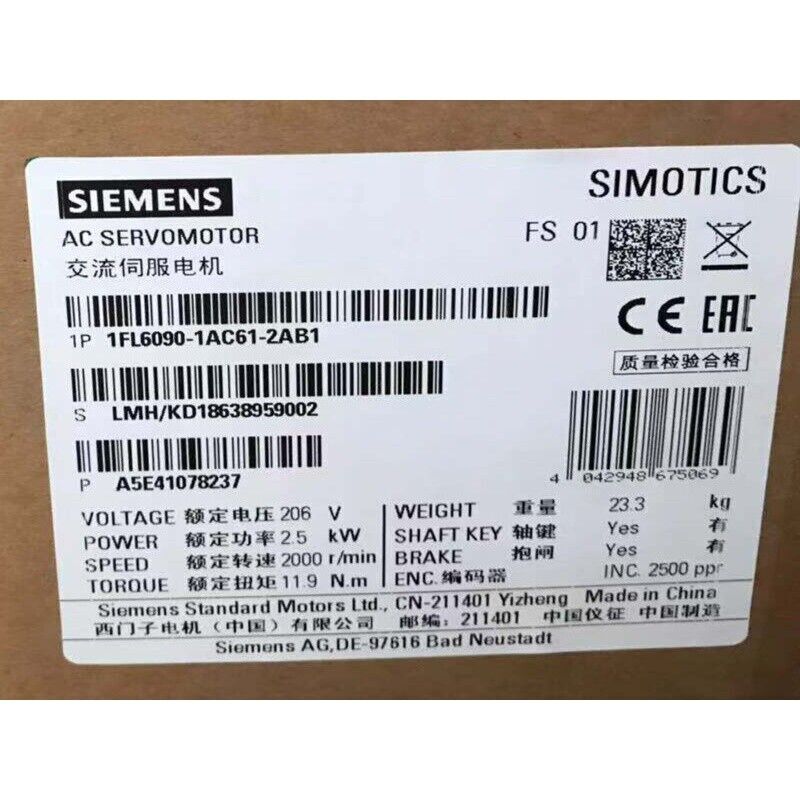 SIEMENS
SIMOTICS
AC SERVOMOTOR
FS 01
交流伺服电机
1P 1FL6090-1AC61-2AB1
CE EAC
质量检验合格
S LMH/KD18638959002
P A5E41078237
4 042948 675069
VOLTAGE 额定电压 206 V
POWER 额定功率 2.5 kW
SPEED 额定转速 2000 r/min
TORQUE 额定扭矩 11.9 N.m
WEIGHT 重量 23.3 kg
SHAFT KEY 轴键 Yes 有
BRAKE 抱闸 Yes 有
ENC. 编码器 INC. 2500 ppr
Siemens Standard Motors Ltd., CN-211401 Yizheng Made in China
西门子电机（中国）有限公司 邮编：211401 中国仪征 中国制造
Siemens AG,DE-97616 Bad Neustadt